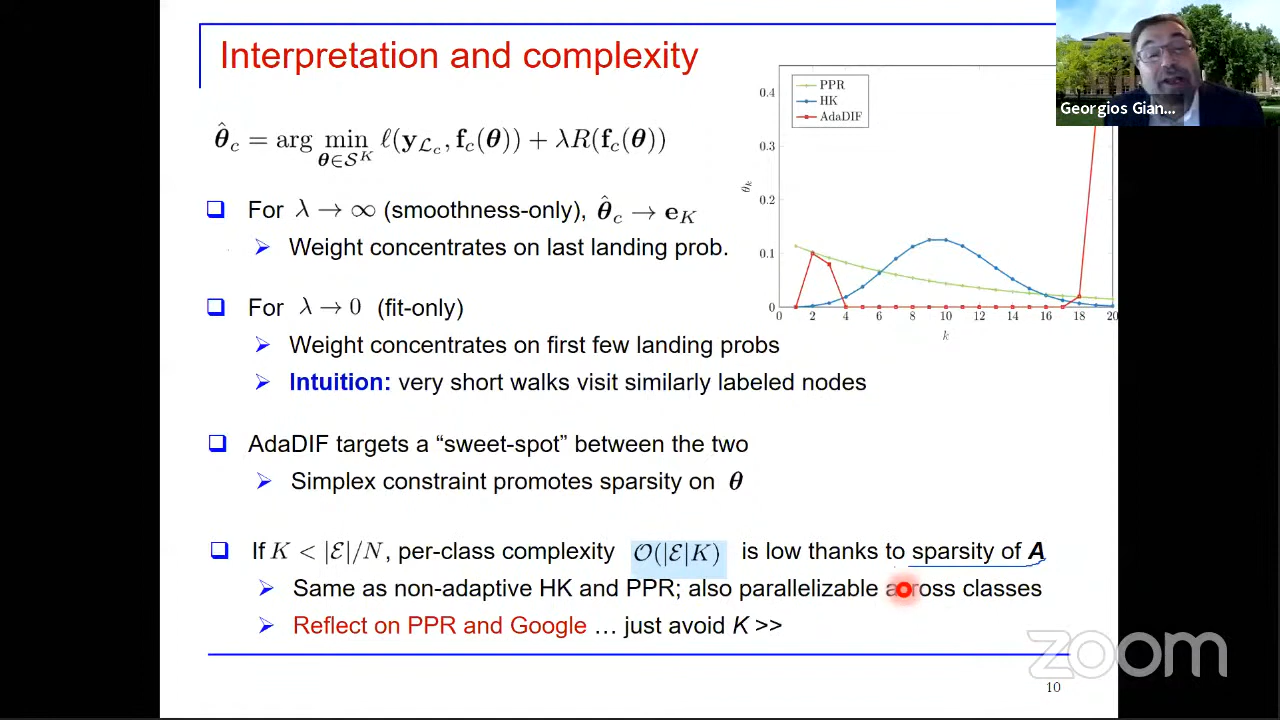 Interpretation and complexity
θ̂_c = arg min_{θ∈S^K} ℓ(y_{L_c}, f_c(θ)) + λR(f_c(θ))
For λ → ∞ (smoothness-only), θ̂_c → e_K
Weight concentrates on last landing prob.
For λ → 0 (fit-only)
Weight concentrates on first few landing probs
Intuition: very short walks visit similarly labeled nodes
AdaDIF targets a “sweet-spot” between the two
Simplex constraint promotes sparsity on θ
If K < |ℰ|/N, per-class complexity 𝒪(|ℰ|K) is low thanks to sparsity of A
Same as non-adaptive HK and PPR; also parallelizable across classes
Reflect on PPR and Google … just avoid K >>
10
PPR
HK
AdaDIF
0.4
0.3
0.2
0.1
0
θ_k
0 2 4 6 8 10 12 14 16 18 20
k
Georgios Gian...
zoom